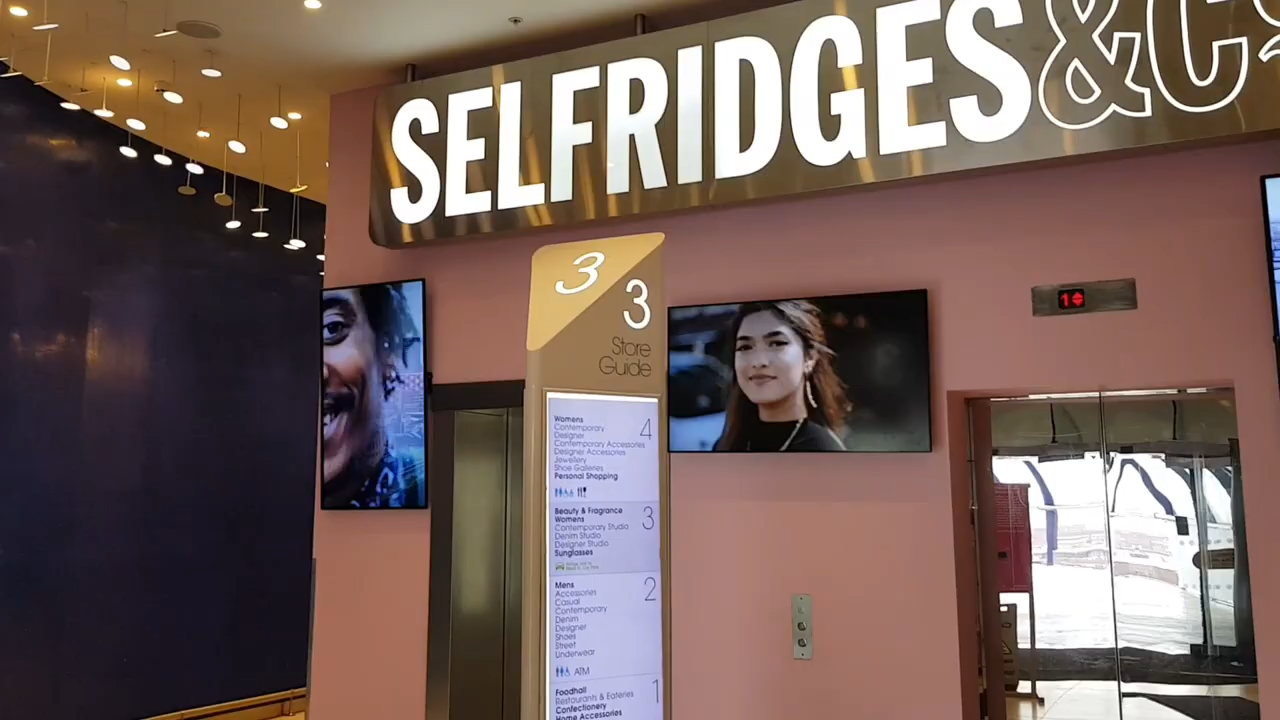 SELFRIDGES&C
3
3
Store
Guide
1
Womens
Contemporary
Designer
Contemporary Accessories
Designer Accessories
Jewellery
Shoe Galleries
Personal Shopping
4
Beauty & Fragrance
Womens
Contemporary Studio
Denim Studio
Designer Studio
Sunglasses
3
Mens
Accessories
Casual
Contemporary
Denim
Designer
Shoes
Street
Underwear
ATM
2
Foodhall
Restaurants & Eateries
Confectionery
Home Accessories
1